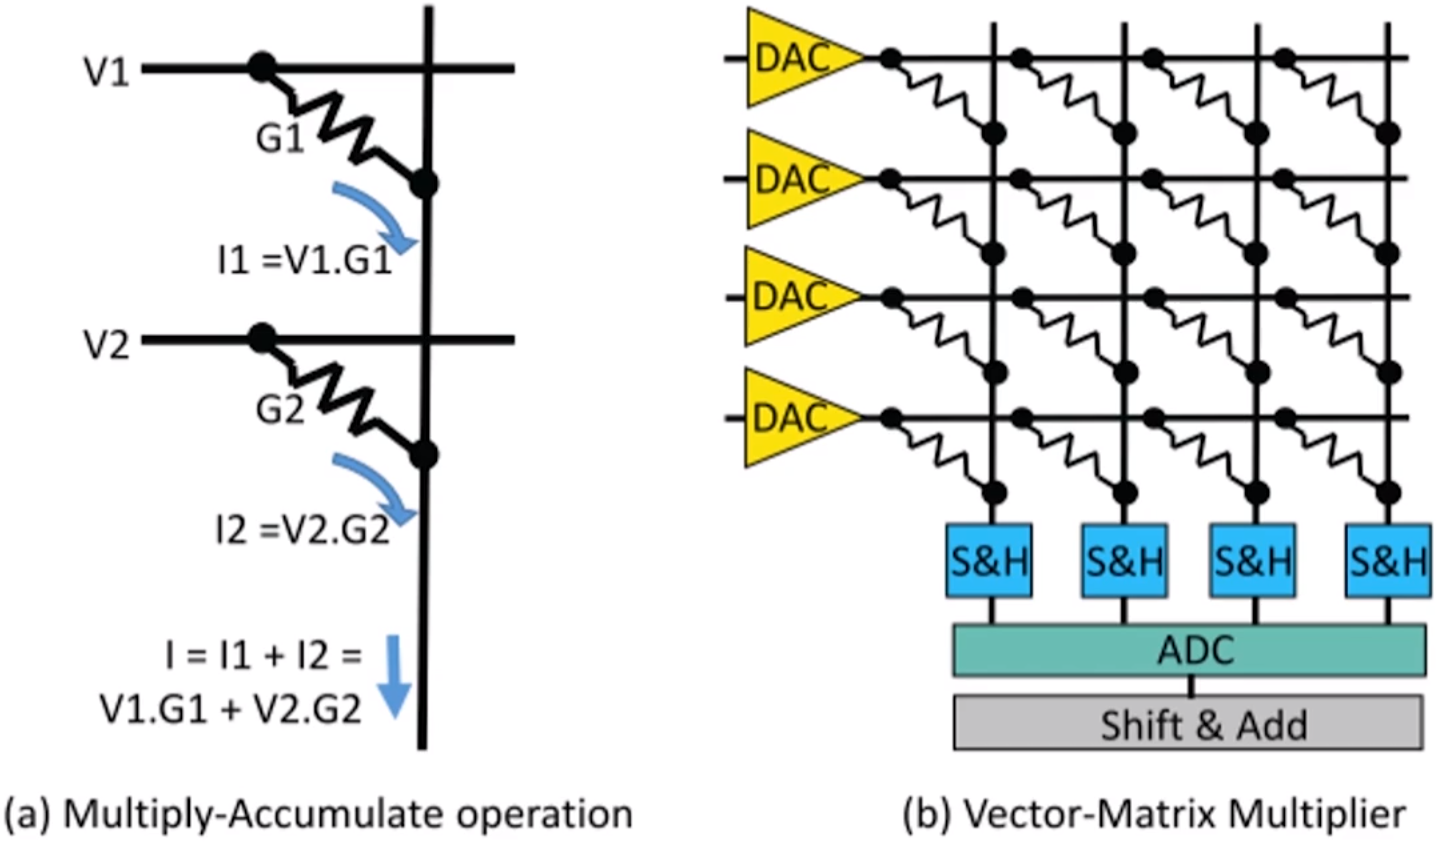 V1
G1
I1 =V1.G1
V2
G2
I2 =V2.G2
I = I1 + I2 =
V1.G1 + V2.G2
(a) Multiply-Accumulate operation
DAC
DAC
DAC
DAC
S&H S&H S&H S&H
ADC
Shift & Add
(b) Vector-Matrix Multiplier